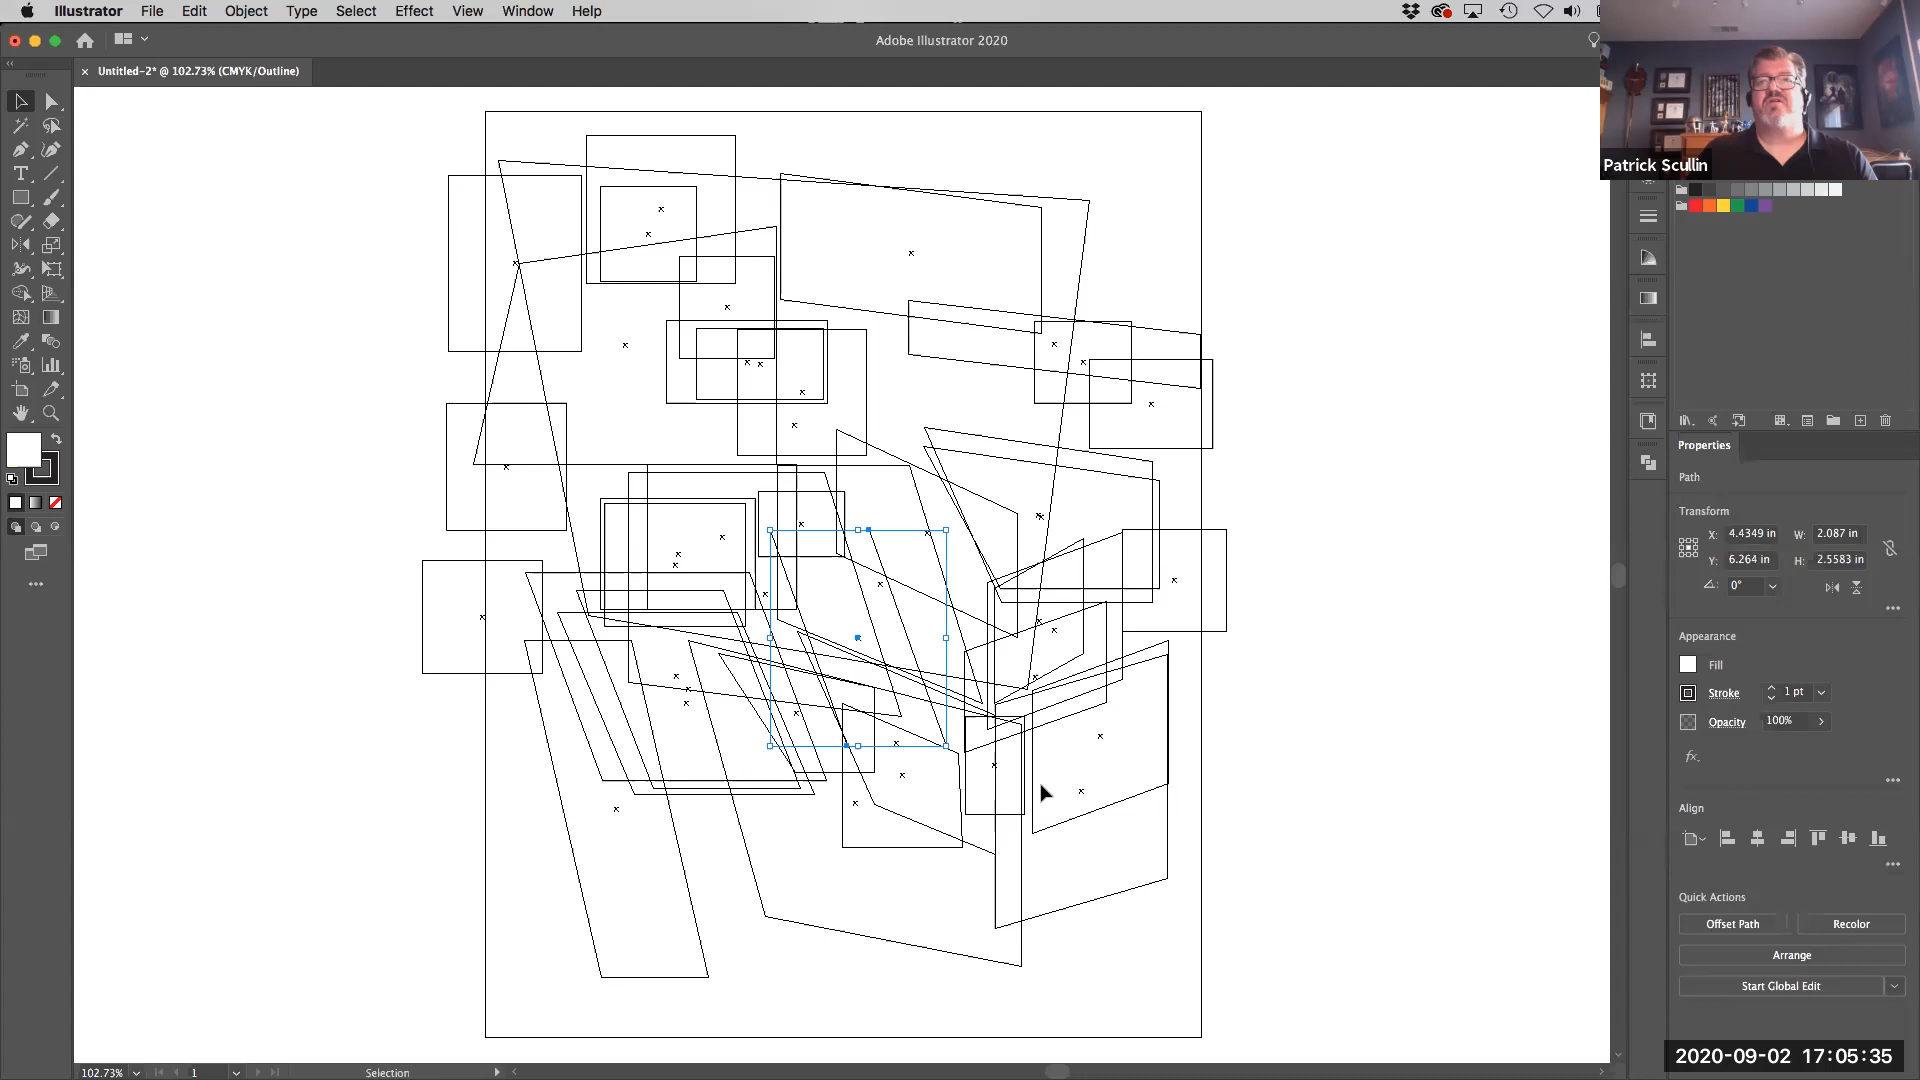 Illustrator File Edit Object Type Select Effect View Window Help
Adobe Illustrator 2020
Untitled-2* @ 102.73% (CMYK/Outline)
Patrick Scullin
Properties
Path
Transform
X: 4.4349 in W: 2.087 in
Y: 6.264 in H: 2.5583 in
0°
Appearance
Fill
Stroke 1 pt
Opacity 100%
fx.
Align
Quick Actions
Offset Path Recolor
Arrange
Start Global Edit
2020-09-02 17:05:35
102.73% 1 Selection